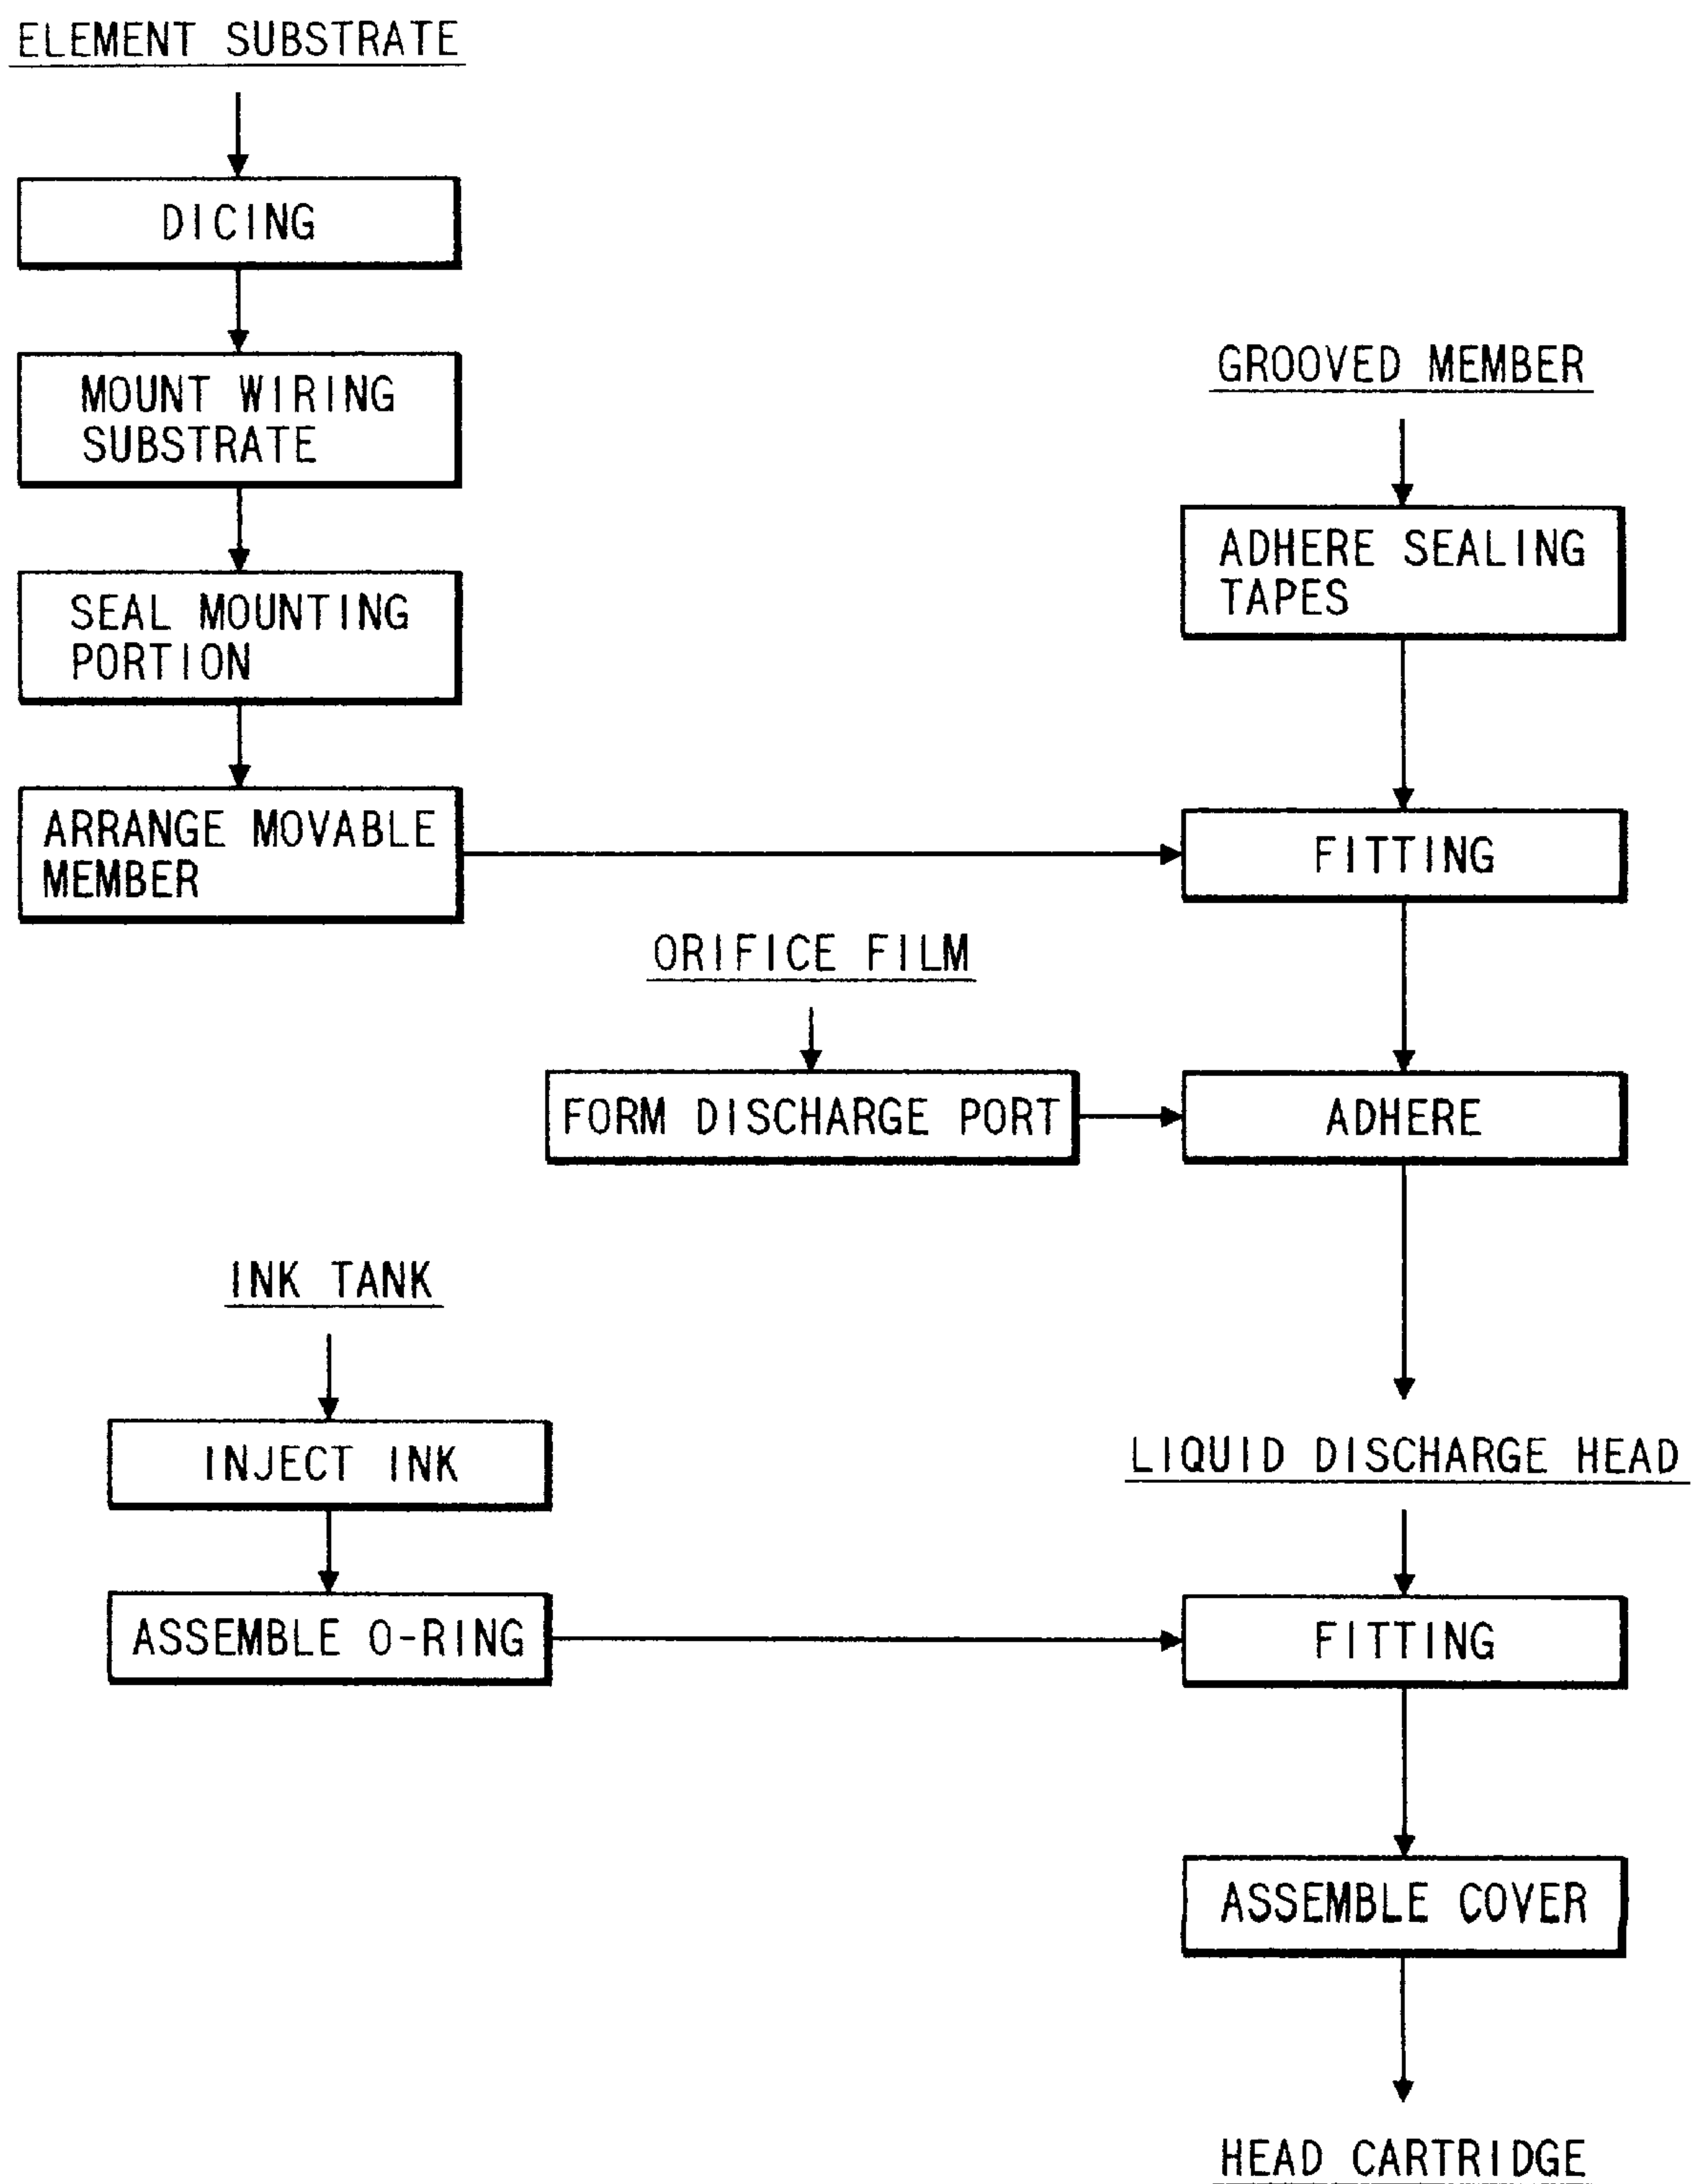 ELEMENT SUBSTRATE
DICING
MOUNT WIRING
SUBSTRATE
SEAL MOUNTING
PORTION
ARRANGE MOVABLE
MEMBER
GROOVED MEMBER
ADHERE SEALING
TAPES
FITTING
ORIFICE FILM
FORM DISCHARGE PORT
ADHERE
INK TANK
INJECT INK
ASSEMBLE O-RING
LIQUID DISCHARGE HEAD
FITTING
ASSEMBLE COVER
HEAD CARTRIDGE